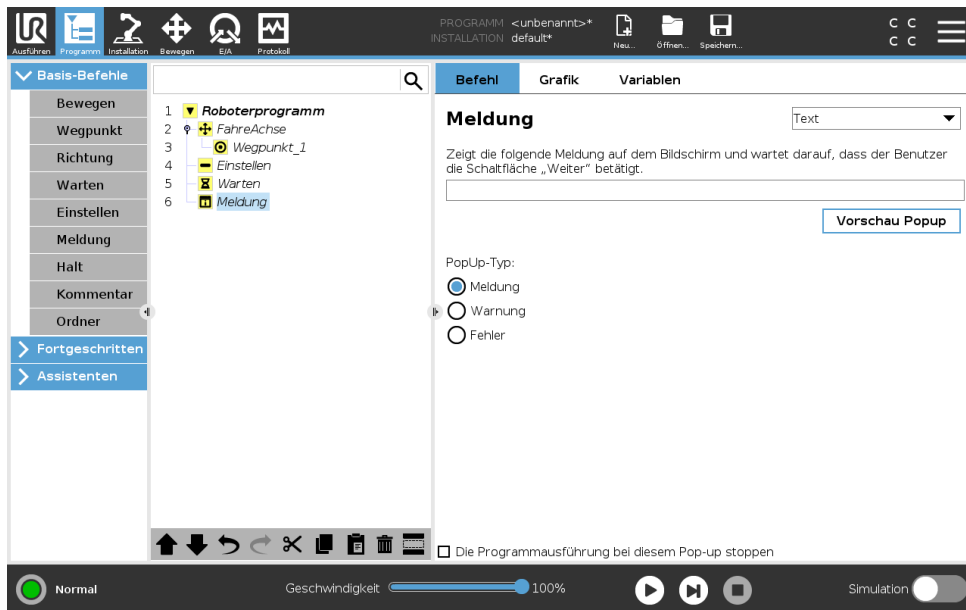 PROGRAMM <unbenannt>*
INSTALLATION default*
UR
Ausführen Programm Installation Bewegen E/A Protokoll
Neu... Öffnen... Speichern...
C C
C C
Basis-Befehle
Bewegen
Wegpunkt
Richtung
Warten
Einstellen
Meldung
Halt
Kommentar
Ordner
Fortgeschritten
Assistenten
1 Roboterprogramm
2 FahreAchse
3 Wegpunkt_1
4 Einstellen
5 Warten
6 Meldung
Befehl Grafik Variablen
Meldung
Text
Zeigt die folgende Meldung auf dem Bildschirm und wartet darauf, dass der Benutzer
die Schaltfläche „Weiter“ betätigt.
Vorschau Popup
PopUp-Typ:
Meldung
Warnung
Fehler
Die Programmausführung bei diesem Pop-up stoppen
Normal
Geschwindigkeit 100%
Simulation